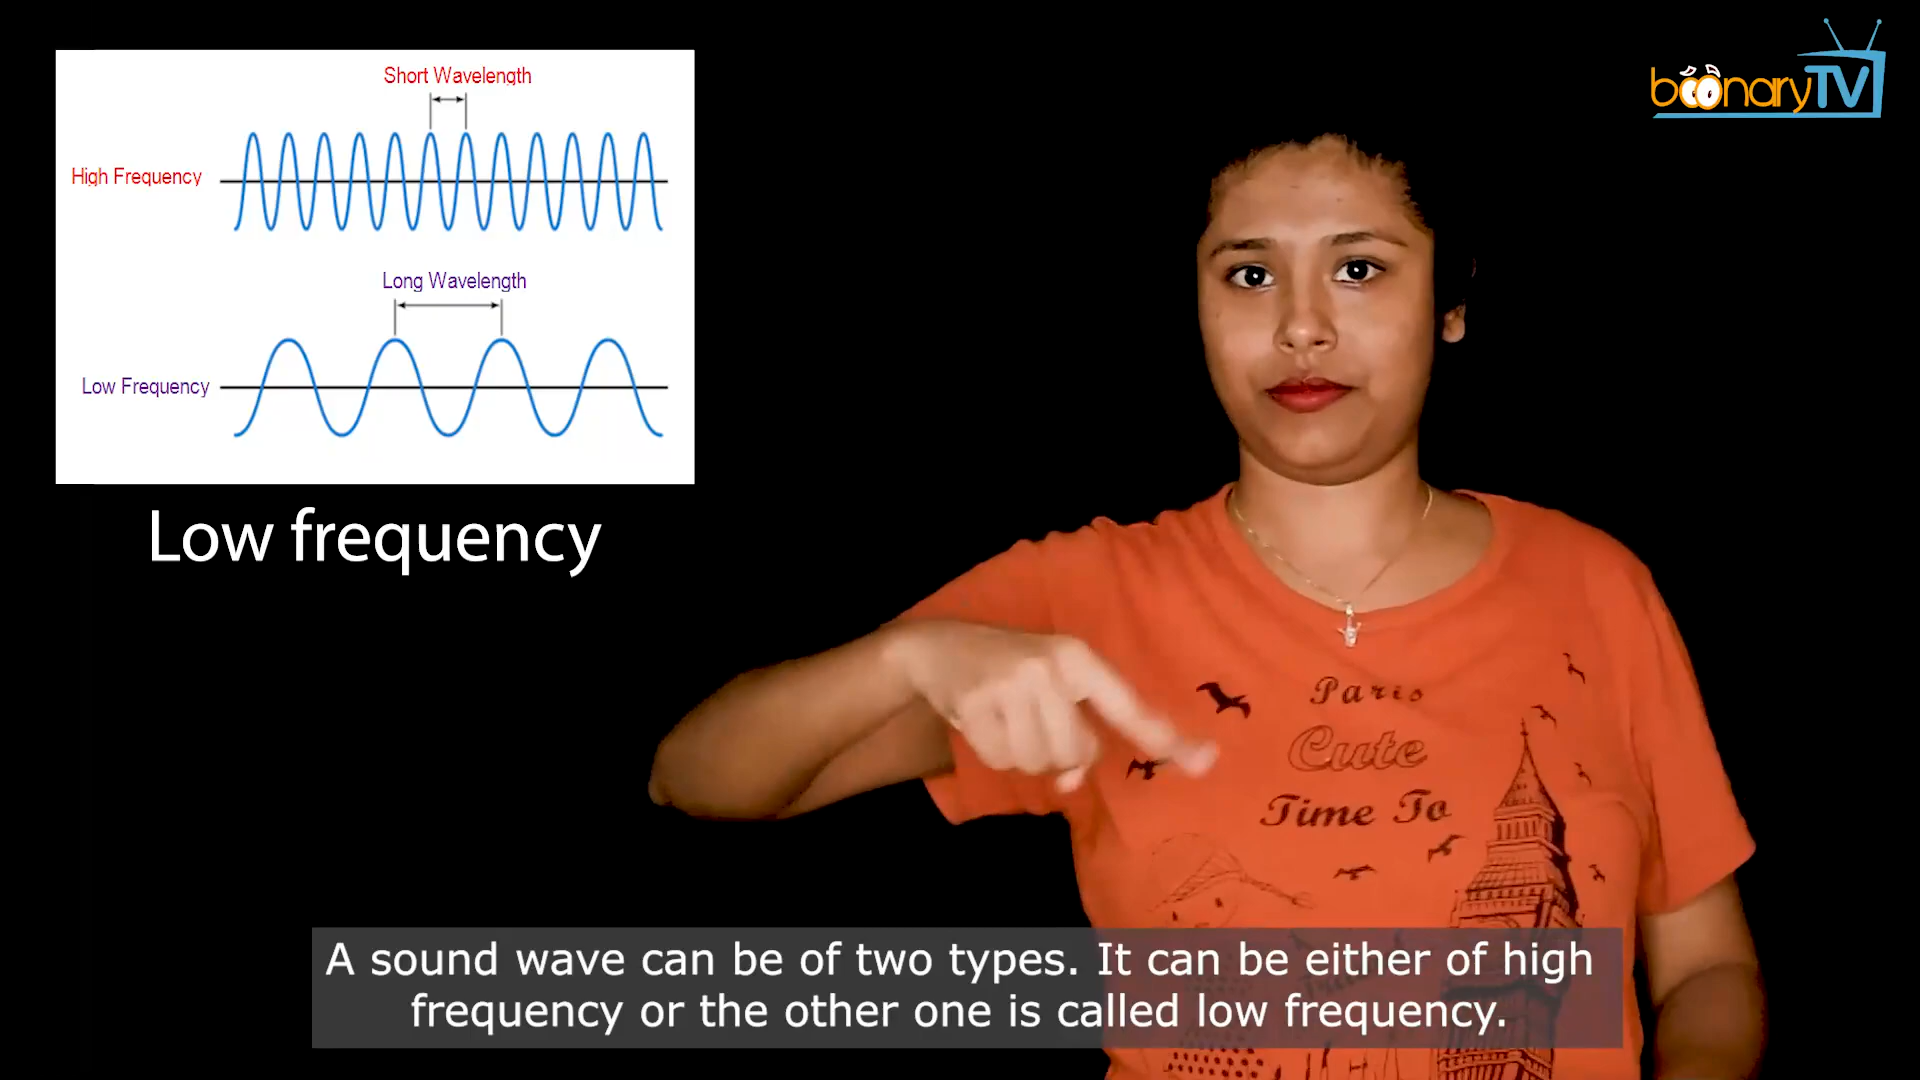 Short Wavelength
High Frequency
Long Wavelength
Low Frequency
Low frequency
boonaryTV
Paris
Cute
Time To
A sound wave can be of two types. It can be either of high
frequency or the other one is called low frequency.